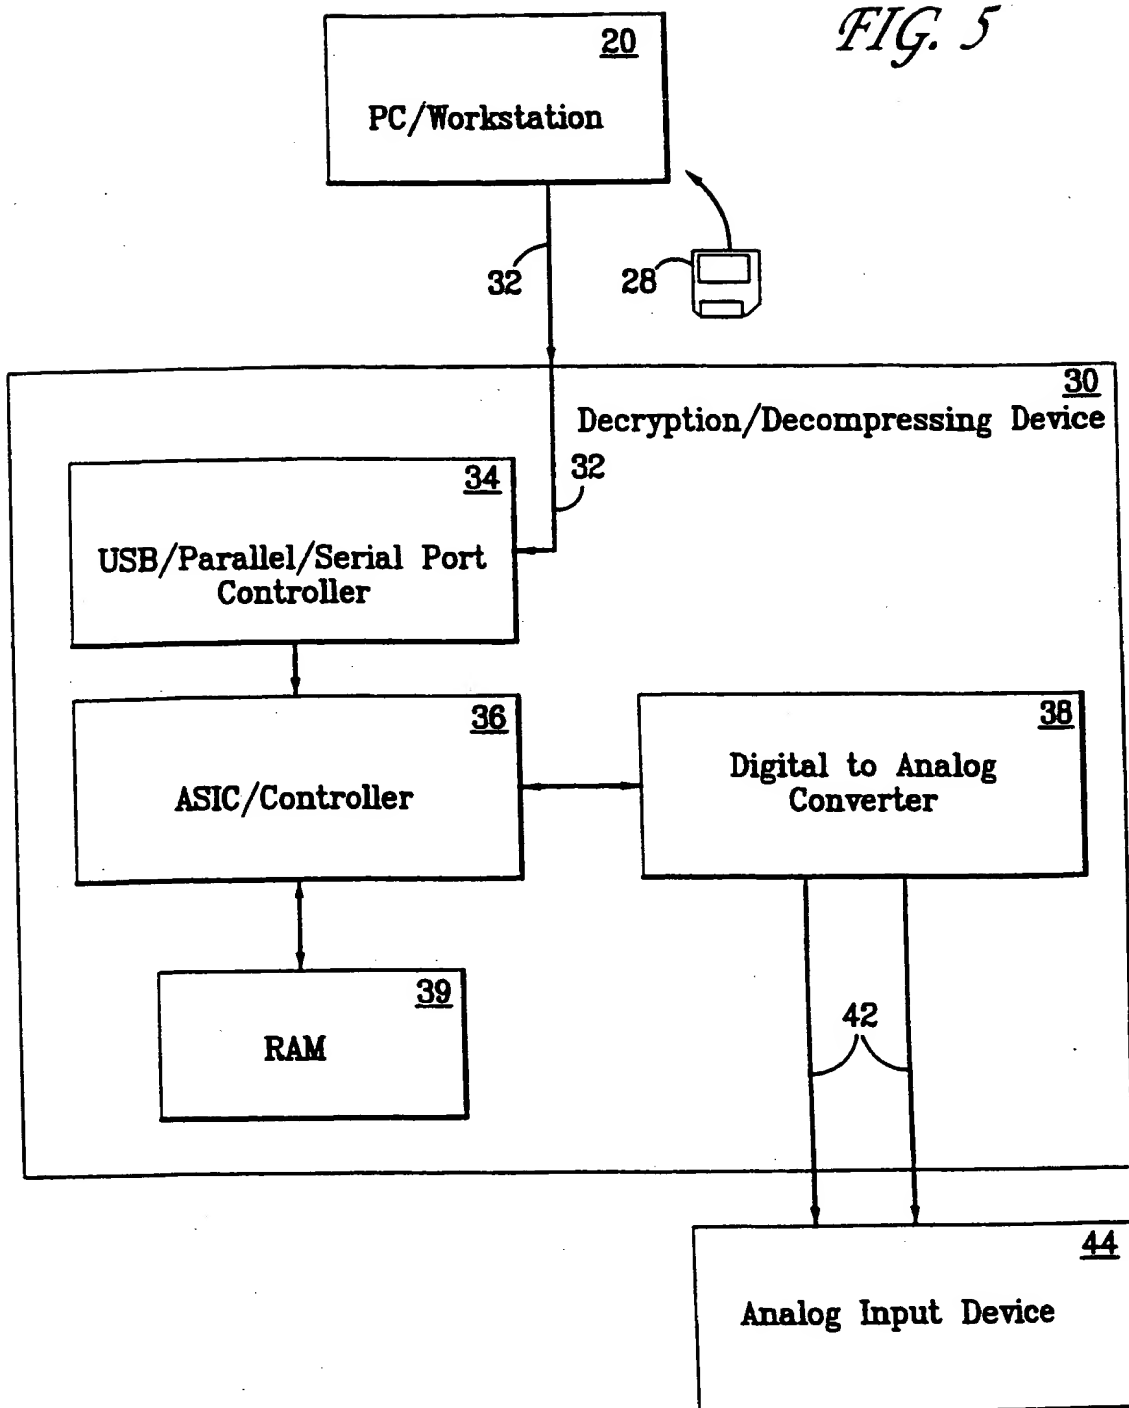 FIG. 5
20
PC/Workstation
32
28
30
Decryption/Decompressing Device
32
34
USB/Parallel/Serial Port
Controller
36
ASIC/Controller
38
Digital to Analog
Converter
39
RAM
42
44
Analog Input Device